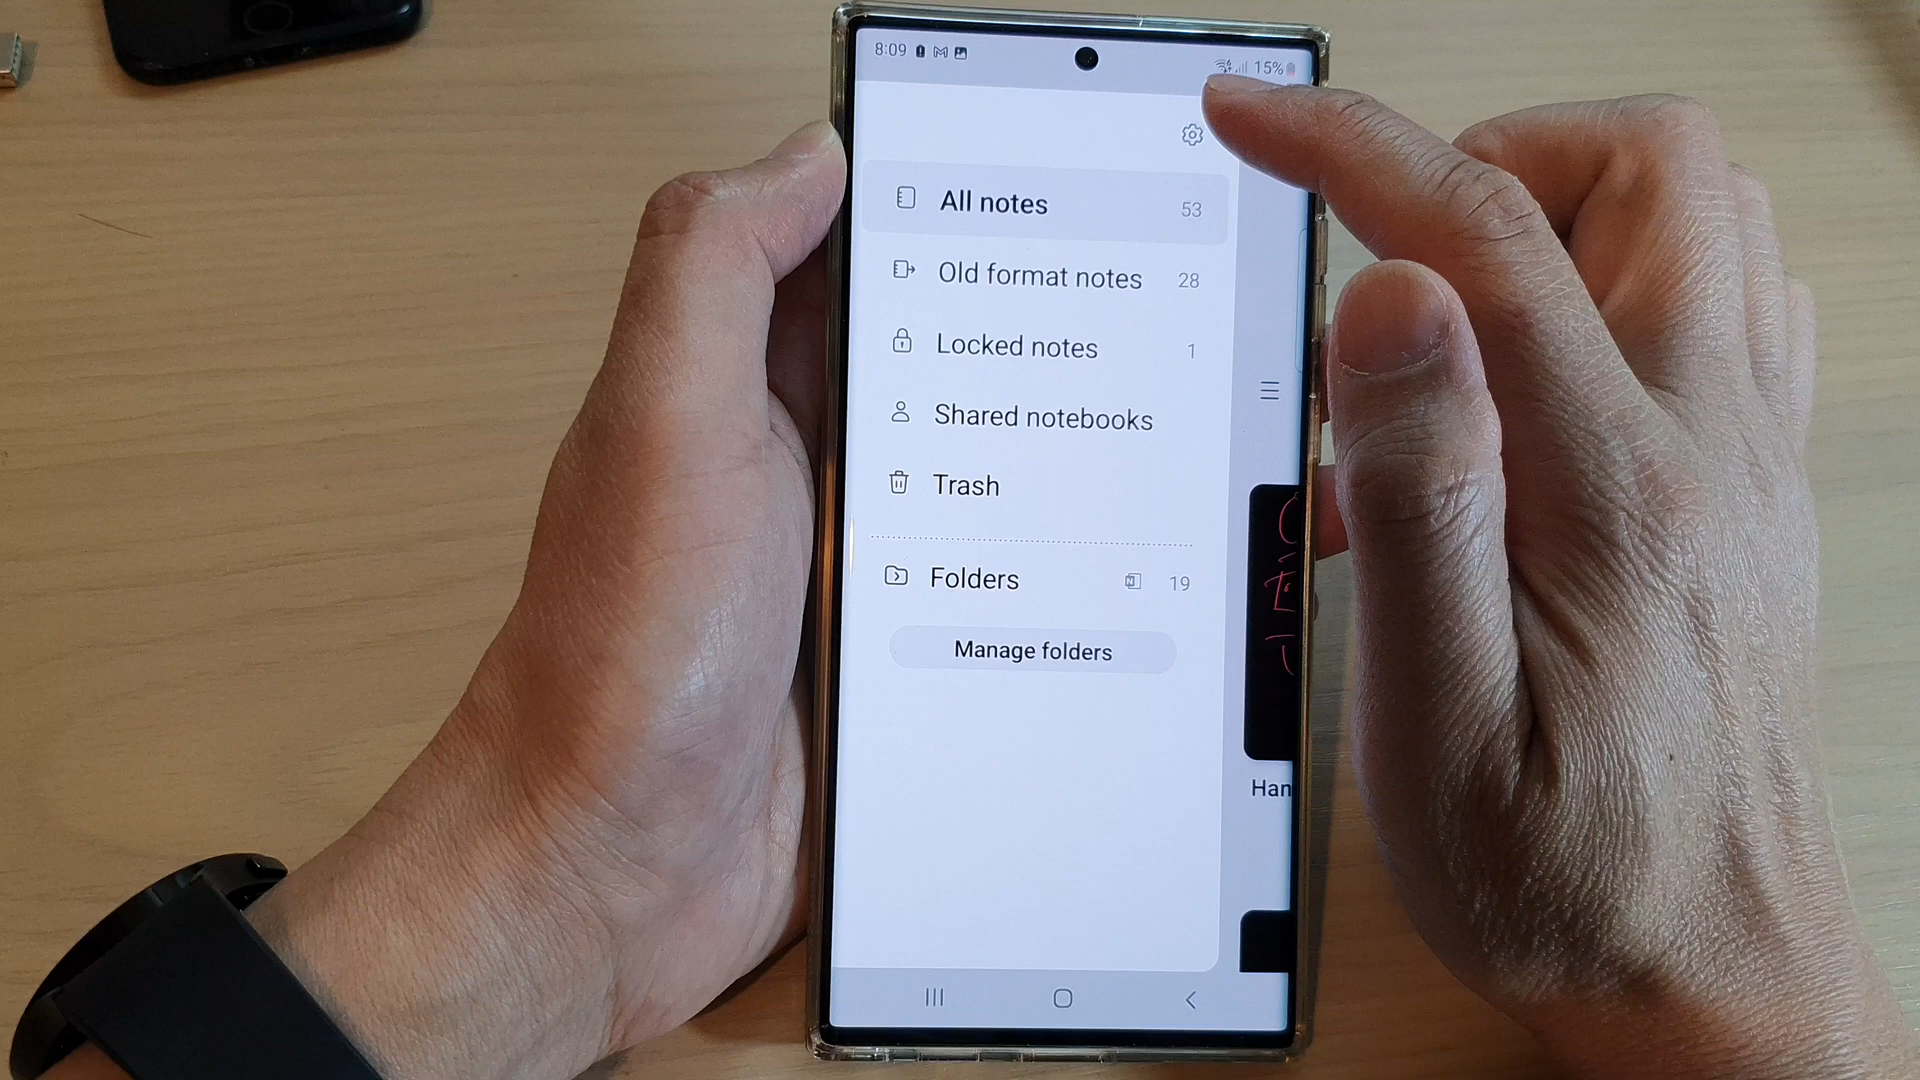 8:09 15%
All notes 53
Old format notes 28
Locked notes 1
Shared notebooks
Trash
Folders 19
Manage folders
Han